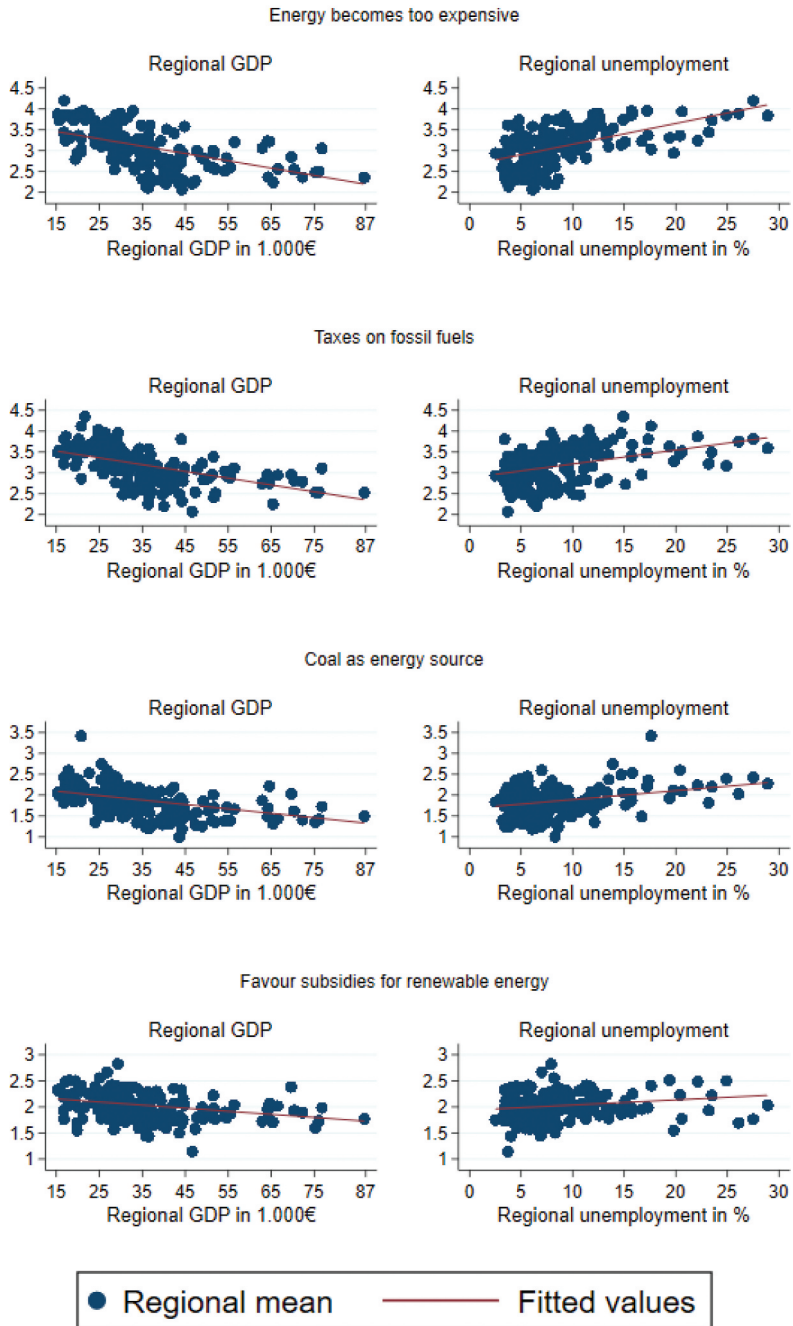 Energy becomes too expensive
Regional GDP
4.5
4
3.5
3
2.5
2
15 25 35 45 55 65 75 87
Regional GDP in 1.000€
Regional unemployment
4.5
4
3.5
3
2.5
2
0 5 10 15 20 25 30
Regional unemployment in %
Taxes on fossil fuels
Regional GDP
4.5
4
3.5
3
2.5
2
15 25 35 45 55 65 75 87
Regional GDP in 1.000€
Regional unemployment
4.5
4
3.5
3
2.5
2
0 5 10 15 20 25 30
Regional unemployment in %
Coal as energy source
Regional GDP
3.5
3
2.5
2
1.5
1
15 25 35 45 55 65 75 87
Regional GDP in 1.000€
Regional unemployment
3.5
3
2.5
2
1.5
1
0 5 10 15 20 25 30
Regional unemployment in %
Favour subsidies for renewable energy
Regional GDP
3
2.5
2
1.5
1
15 25 35 45 55 65 75 87
Regional GDP in 1.000€
Regional unemployment
3
2.5
2
1.5
1
0 5 10 15 20 25 30
Regional unemployment in %
Regional mean Fitted values